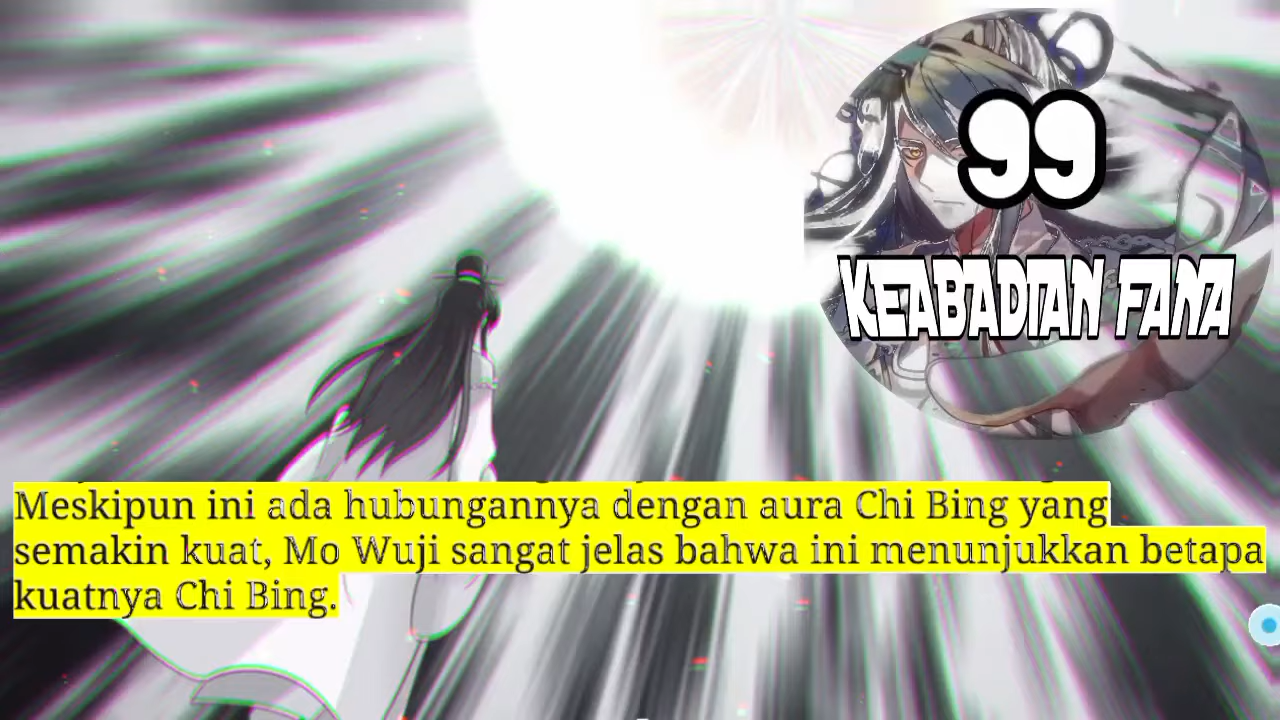 99
KEABADIAN FANA
Meskipun ini ada hubungannya dengan aura Chi Bing yang
semakin kuat, Mo Wuji sangat jelas bahwa ini menunjukkan betapa
kuatnya Chi Bing.